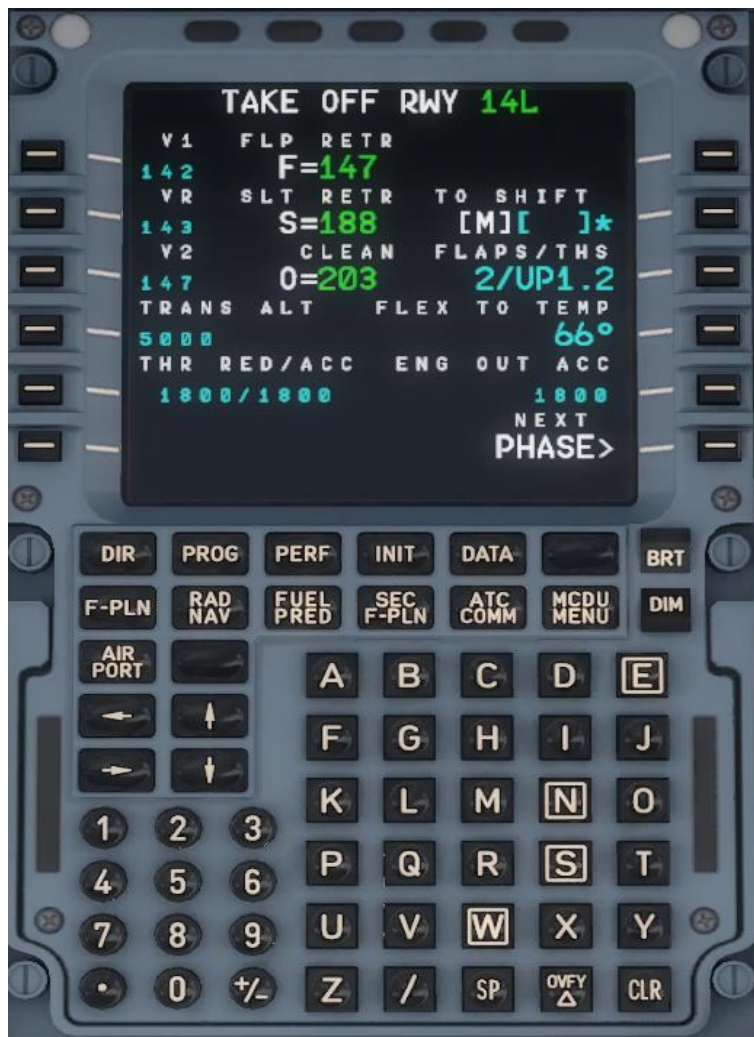 TAKE OFF RWY 14L
V1 FLP RETR
142 F=147
VR SLT RETR TO SHIFT
143 S=188 [M][ ]*
V2 CLEAN FLAPS/THS
147 O=203 2/UP1.2
TRANS ALT FLEX TO TEMP
5000 66°
THR RED/ACC ENG OUT ACC
1800/1800 1800
NEXT
PHASE>
DIR PROG PERF INIT DATA BRT
F-PLN RAD NAV FUEL PRED SEC F-PLN ATC COMM MCDU MENU DIM
AIR PORT
A B C D E
F G H I J
K L M N O
1 2 3
P Q R S T
4 5 6
U V W X Y
7 8 9
Z / SP OVFY △ CLR
. 0 +/-